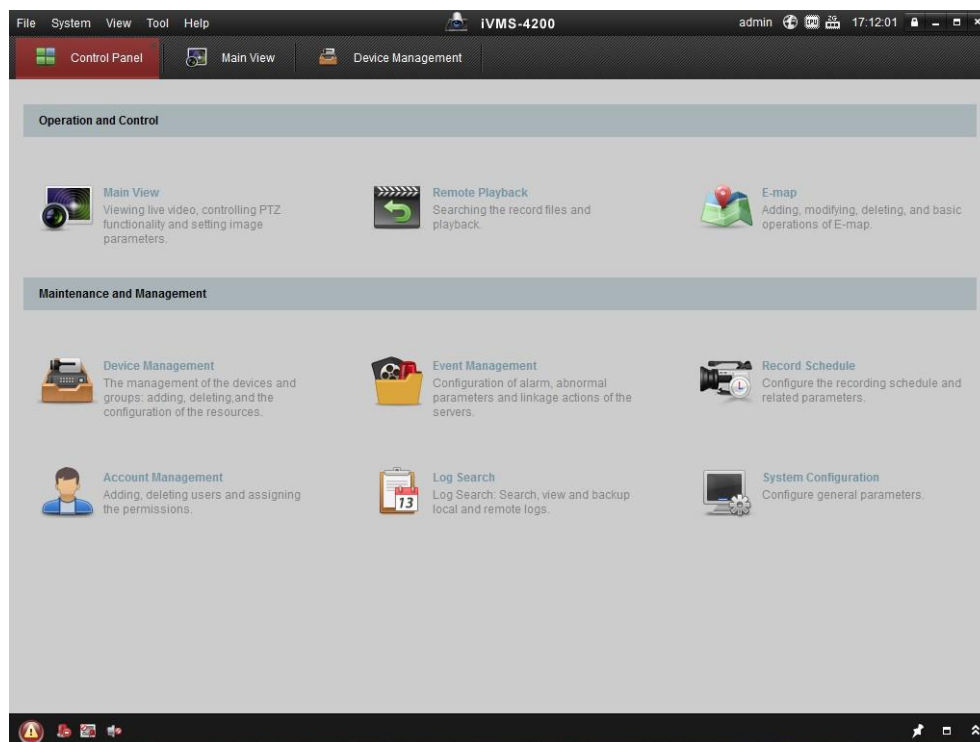 File System View Tool Help iVMS-4200 admin CPU 17:12:01
Control Panel Main View Device Management
Operation and Control
Main View
Viewing live video, controlling PTZ
functionality and setting image
parameters.
Remote Playback
Searching the record files and
playback.
E-map
Adding, modifying, deleting, and basic
operations of E-map.
Maintenance and Management
Device Management
The management of the devices and
groups: adding, deleting,and the
configuration of the resources.
Event Management
Configuration of alarm, abnormal
parameters and linkage actions of the
servers.
Record Schedule
Configure the recording schedule and
related parameters.
Account Management
Adding, deleting users and assigning
the permissions.
13
Log Search
Log Search: Search, view and backup
local and remote logs.
System Configuration
Configure general parameters.